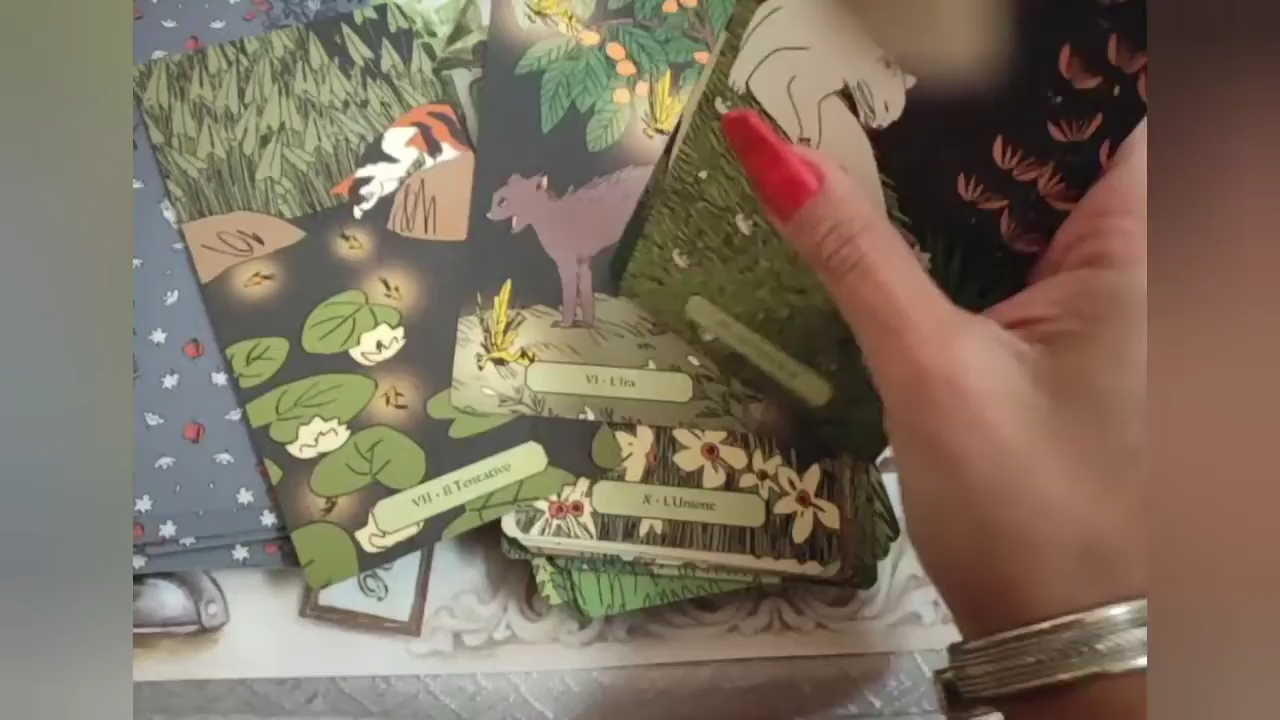 VI · L'Ira
VII · Il Tentativo
X · L'Unione